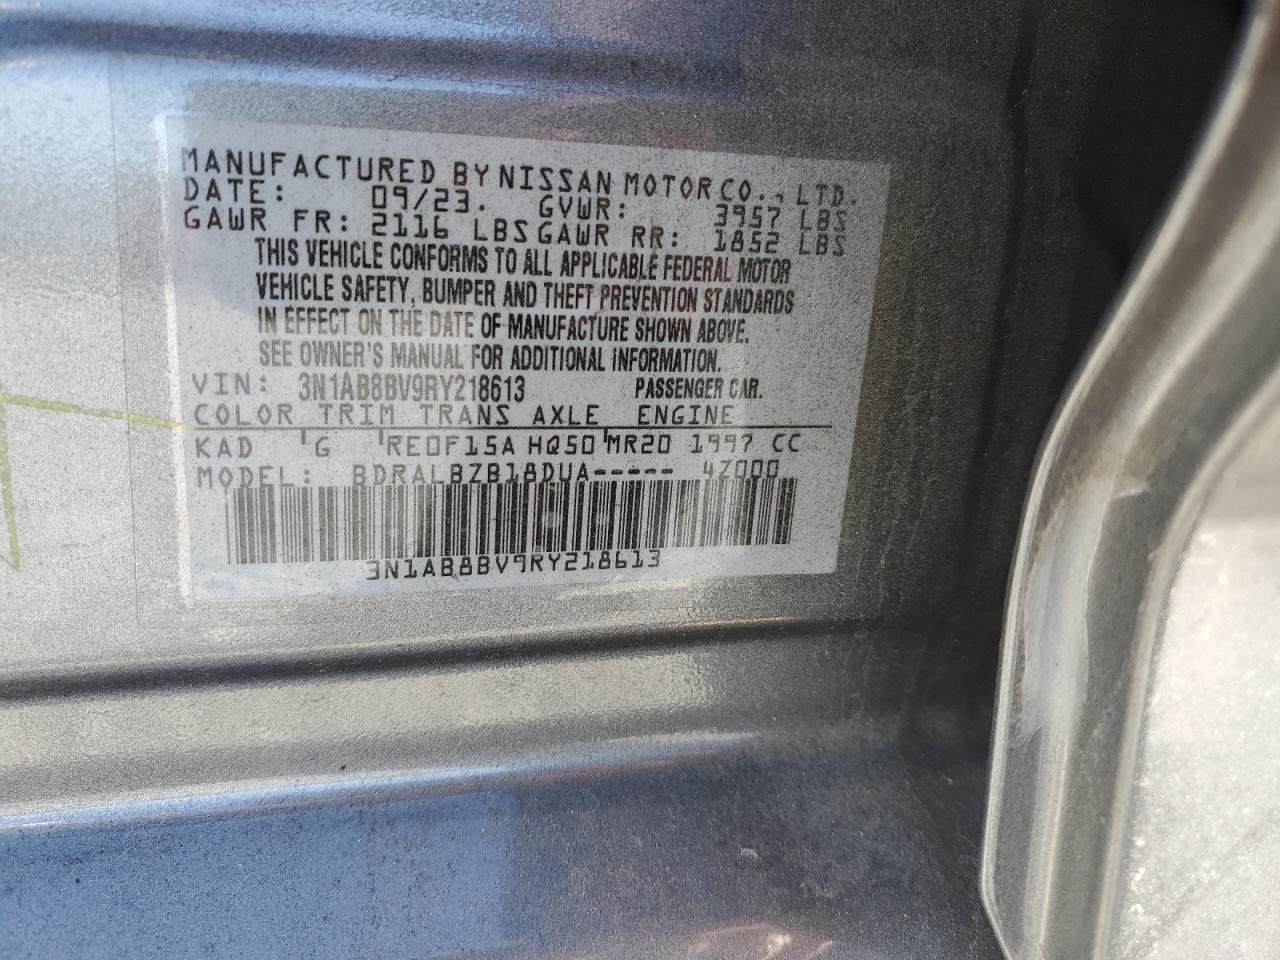 MANUFACTURED BY NISSAN MOTOR CO., LTD.
DATE: 09/23. GVWR: 3957 LBS
GAWR FR: 2116 LBS GAWR RR: 1852 LBS
THIS VEHICLE CONFORMS TO ALL APPLICABLE FEDERAL MOTOR
VEHICLE SAFETY, BUMPER AND THEFT PREVENTION STANDARDS
IN EFFECT ON THE DATE OF MANUFACTURE SHOWN ABOVE.
SEE OWNER'S MANUAL FOR ADDITIONAL INFORMATION.
VIN: 3N1AB8BV9RY218613 PASSENGER CAR.
COLOR TRIM TRANS AXLE ENGINE
KAD 'G 'RE0F15A HQ50'MR20 1997 CC
MODEL: BDRALBZB18DUA----- 4Z000
3N1AB8BV9RY218613